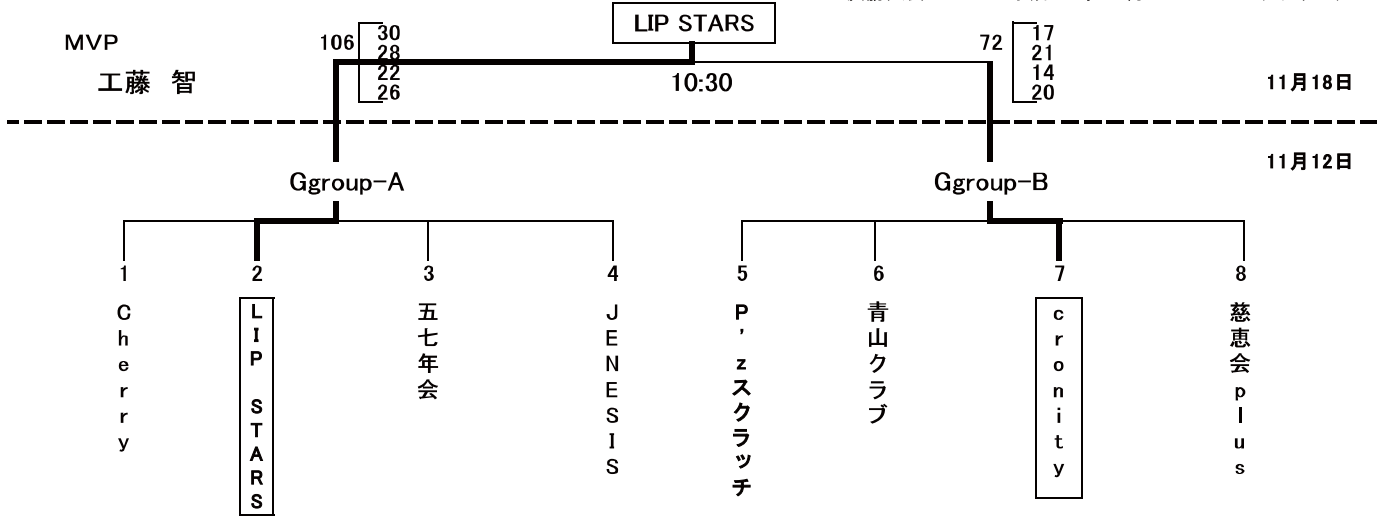 LIP STARS
MVP
工藤 智
106
30
28
22
26
10:30
72
17
21
14
20
11月18日
11月12日
Ggroup-A
Ggroup-B
1
2
3
4
5
6
7
8
Cherry
LIP STARS
五七年会
JENESIS
P'zスクラッチ
青山クラブ
cronity
慈恵会plus